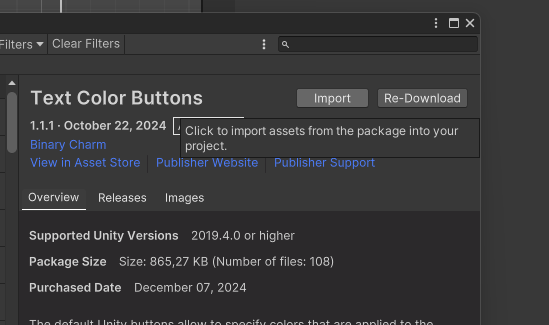 Filters Clear Filters
Text Color Buttons Import Re-Download
1.1.1 · October 22, 2024
Click to import assets from the package into your project.
Binary Charm
View in Asset Store Publisher Website Publisher Support
Overview Releases Images
Supported Unity Versions 2019.4.0 or higher
Package Size Size: 865,27 KB (Number of files: 108)
Purchased Date December 07, 2024
The default Unity buttons allow to specify colors that are applied to the